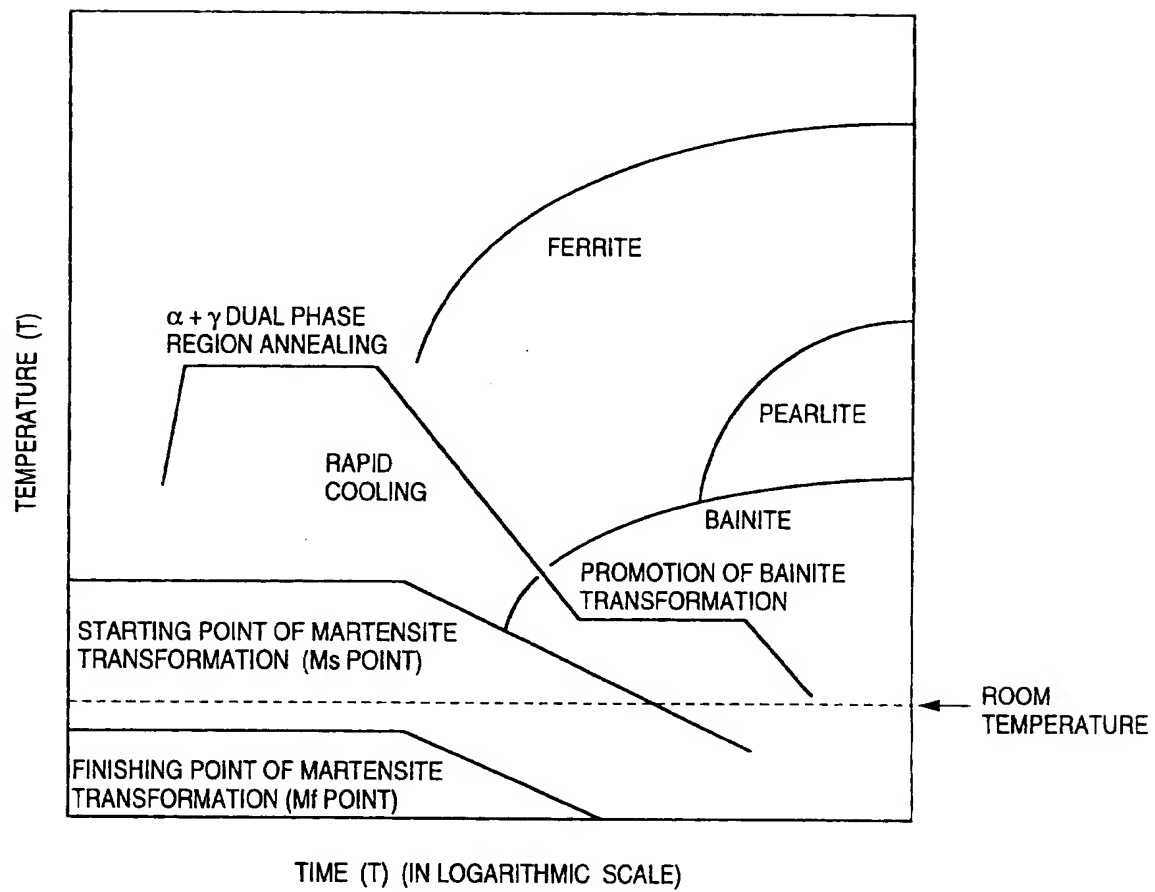 FERRITE
α + γ DUAL PHASE
REGION ANNEALING
PEARLITE
RAPID
COOLING
BAINITE
PROMOTION OF BAINITE
TRANSFORMATION
STARTING POINT OF MARTENSITE
TRANSFORMATION (Ms POINT)
ROOM
TEMPERATURE
FINISHING POINT OF MARTENSITE
TRANSFORMATION (Mf POINT)
TEMPERATURE (T)
TIME (T) (IN LOGARITHMIC SCALE)